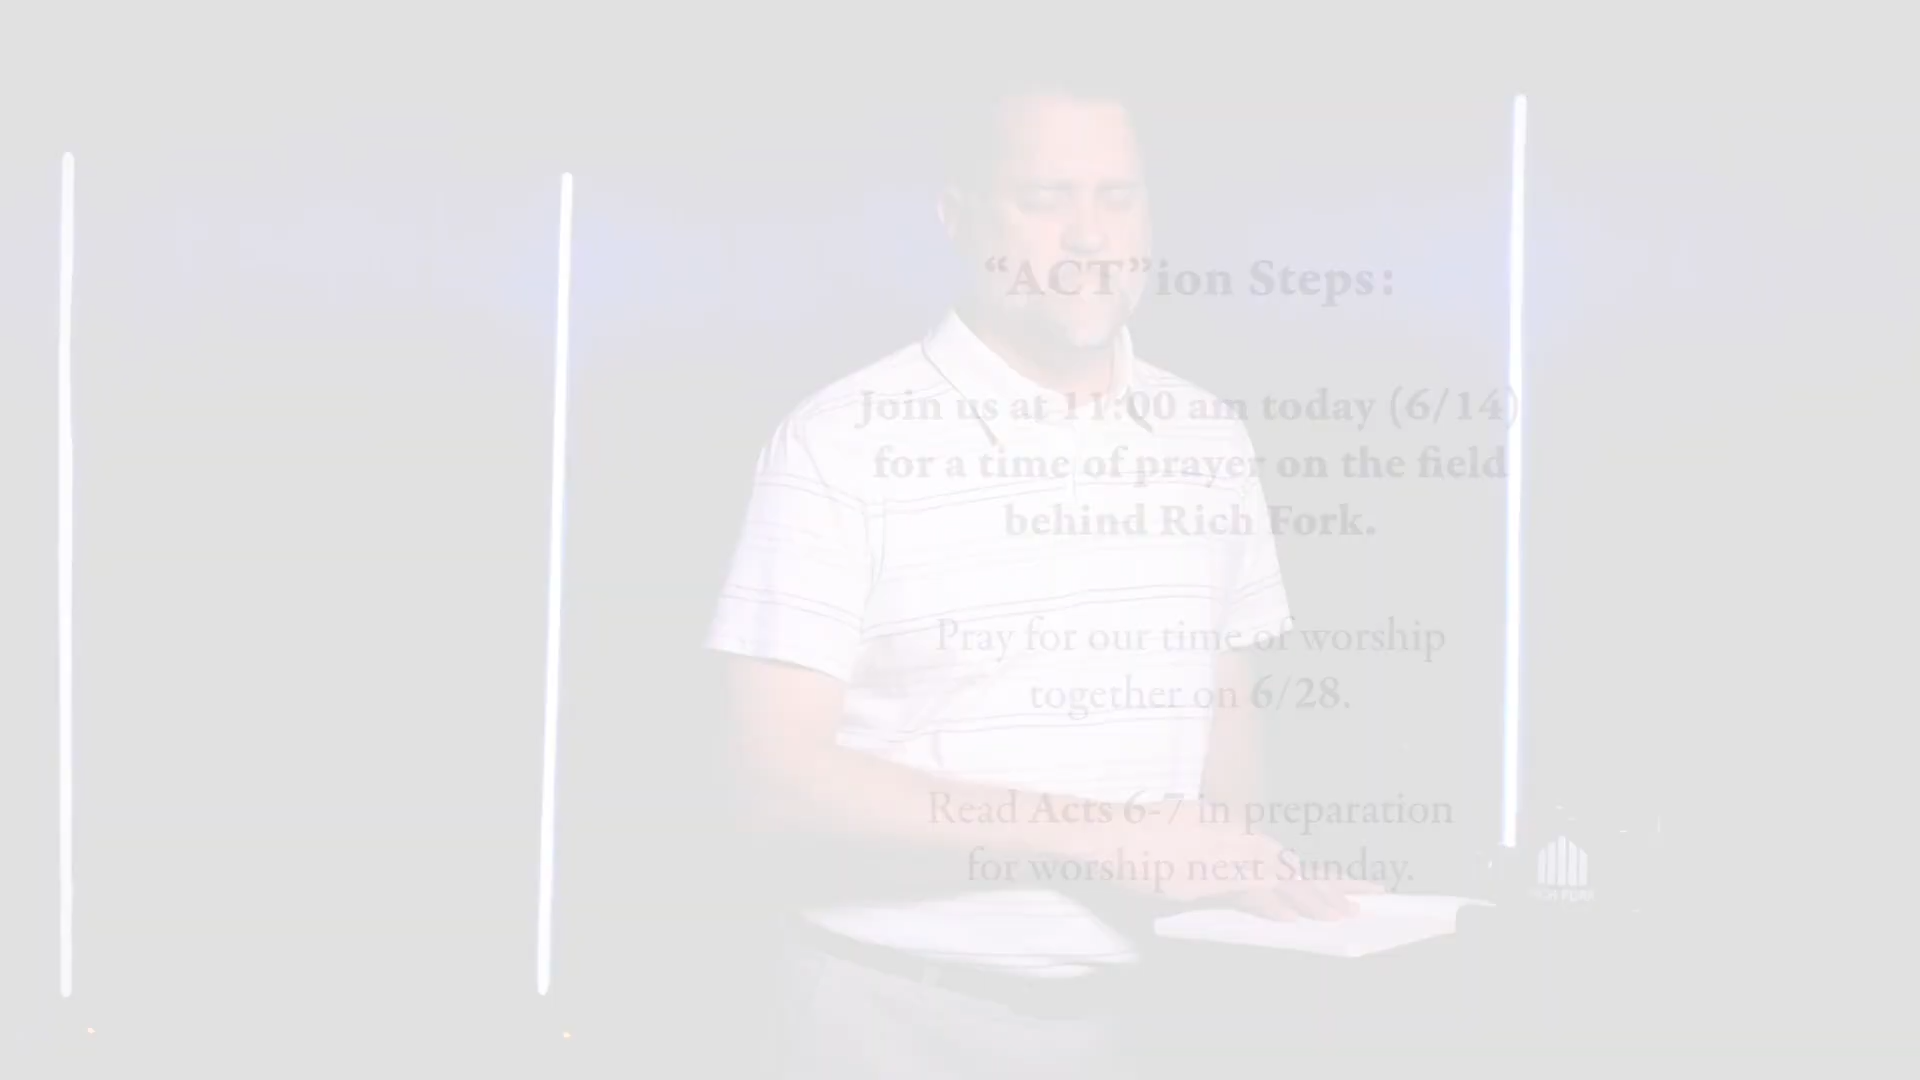 “ACT”ion Steps:
Join us at 11:00 am today (6/14)
for a time of prayer on the field
behind Rich Fork.
Pray for our time of worship
together on 6/28.
Read Acts 6-7 in preparation
for worship next Sunday.
RICH FORK